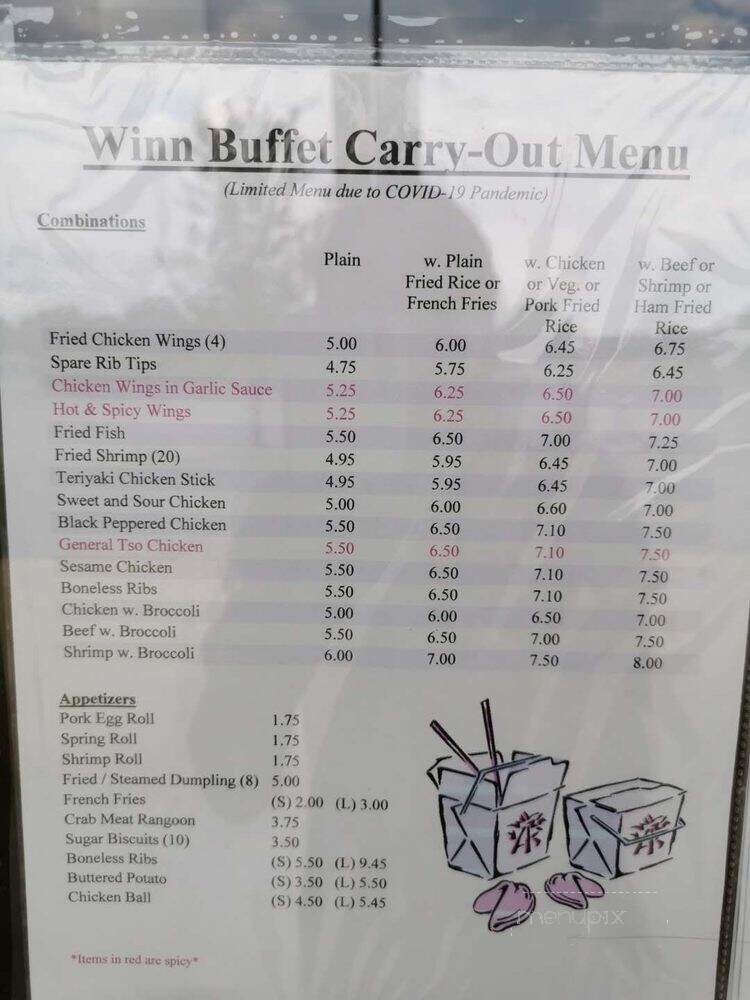 Winn Buffet Carry-Out Menu
(Limited Menu due to COVID-19 Pandemic)
Combinations
Plain w. Plain Fried Rice or French Fries w. Chicken or Veg. or Pork Fried Rice w. Beef or Shrimp or Ham Fried Rice
Fried Chicken Wings (4) 5.00 6.00 6.45 6.75
Spare Rib Tips 4.75 5.75 6.25 6.45
Chicken Wings in Garlic Sauce 5.25 6.25 6.50 7.00
Hot & Spicy Wings 5.25 6.25 6.50 7.00
Fried Fish 5.50 6.50 7.00 7.25
Fried Shrimp (20) 4.95 5.95 6.45 7.00
Teriyaki Chicken Stick 4.95 5.95 6.45 7.00
Sweet and Sour Chicken 5.00 6.00 6.60 7.00
Black Peppered Chicken 5.50 6.50 7.10 7.50
General Tso Chicken 5.50 6.50 7.10 7.50
Sesame Chicken 5.50 6.50 7.10 7.50
Boneless Ribs 5.50 6.50 7.10 7.50
Chicken w. Broccoli 5.00 6.00 6.50 7.00
Beef w. Broccoli 5.50 6.50 7.00 7.50
Shrimp w. Broccoli 6.00 7.00 7.50 8.00
Appetizers
Pork Egg Roll 1.75
Spring Roll 1.75
Shrimp Roll 1.75
Fried / Steamed Dumpling (8) 5.00
French Fries (S) 2.00 (L) 3.00
Crab Meat Rangoon 3.75
Sugar Biscuits (10) 3.50
Boneless Ribs (S) 5.50 (L) 9.45
Buttered Potato (S) 3.50 (L) 5.50
Chicken Ball (S) 4.50 (L) 5.45
menupix
*Items in red are spicy*